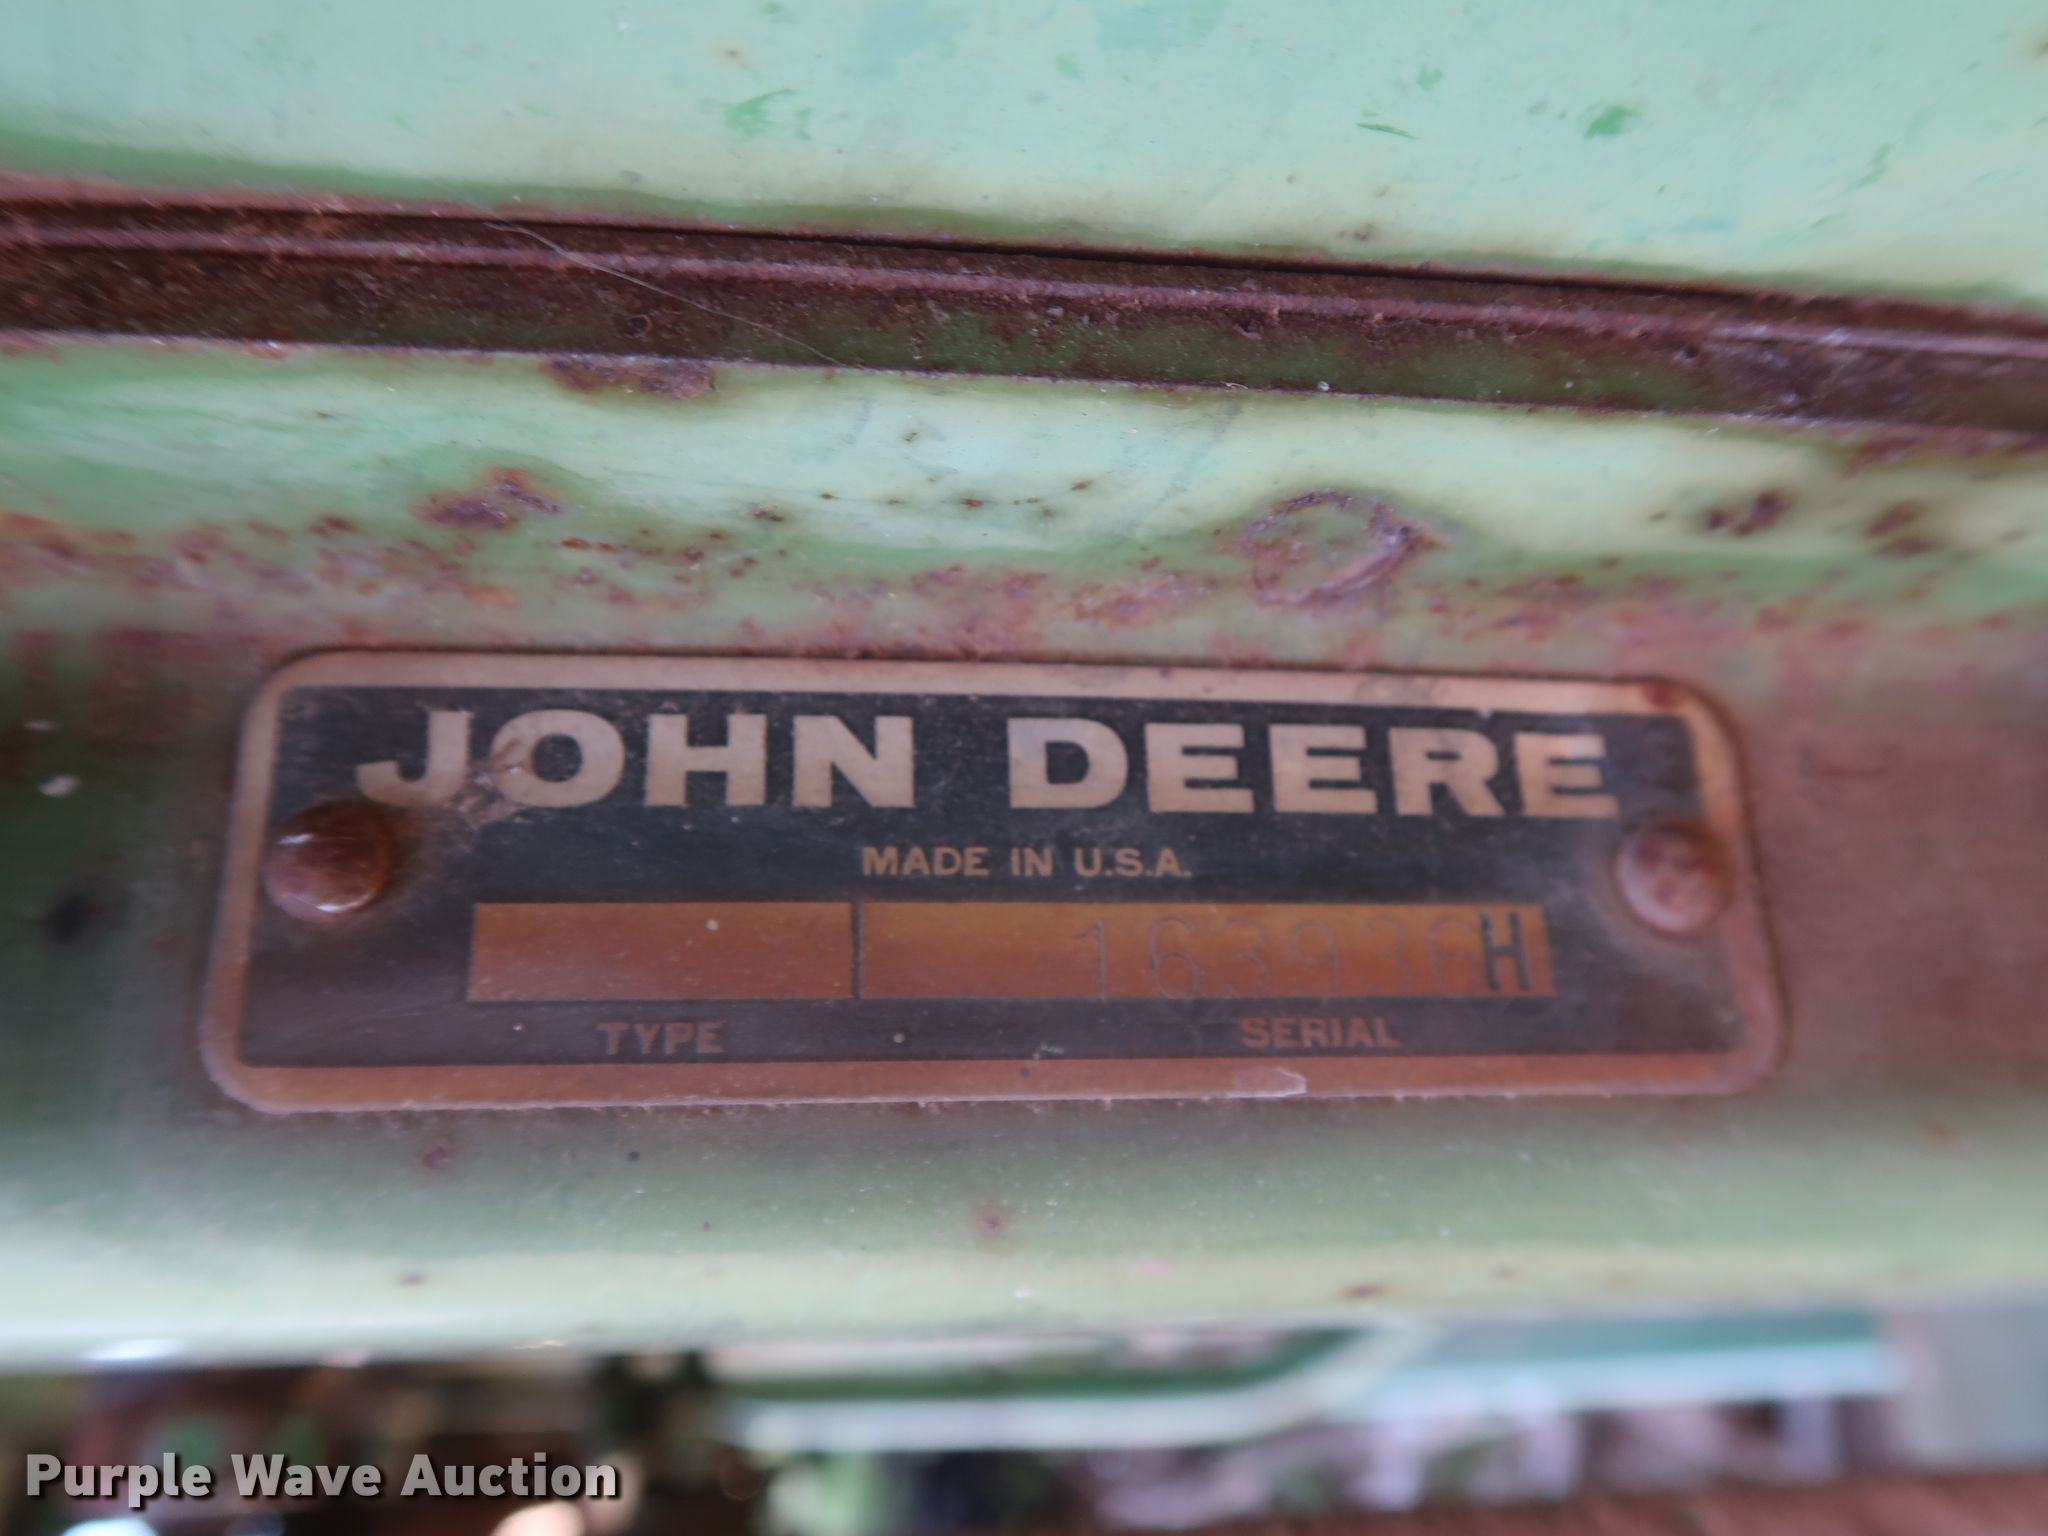 JOHN DEERE
MADE IN U.S.A.
163936H
TYPE SERIAL
Purple Wave Auction